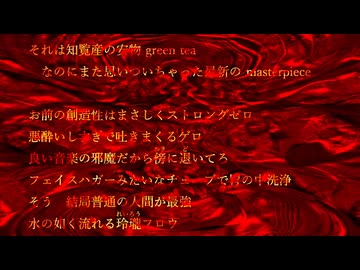 それは知覧産の安物 green tea
なのにまた思いついちゃった最新の masterpiece
お前の創造性はまさしくストロングゼロ
悪酔いしすぎで吐きまくるゲロ
良い音楽の邪魔だから傍に退いてろ
フェイスハガーみたいなチューブで胃の中洗浄
そう　結局普通の人間が最強
水の如く流れる玲瓏フロウ